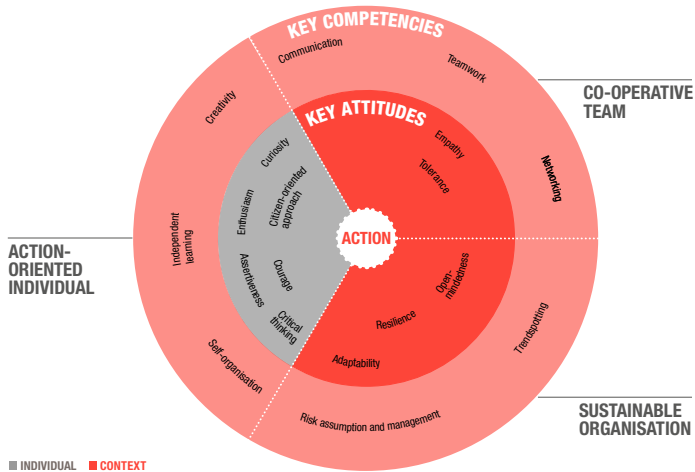 KEY COMPETENCIES
Communication
Teamwork
Creativity
KEY ATTITUDES
CO-OPERATIVE
TEAM
Empathy
Tolerance
Curiosity
Citizen-oriented
approach
Enthusiasm
Networking
Independent
learning
ACTION
ACTION-
ORIENTED
INDIVIDUAL
Assertiveness
Courage
Critical
thinking
Open-
mindedness
Resilience
Adaptability
Trendspotting
Self-organisation
Risk assumption and management
SUSTAINABLE
ORGANISATION
INDIVIDUAL CONTEXT